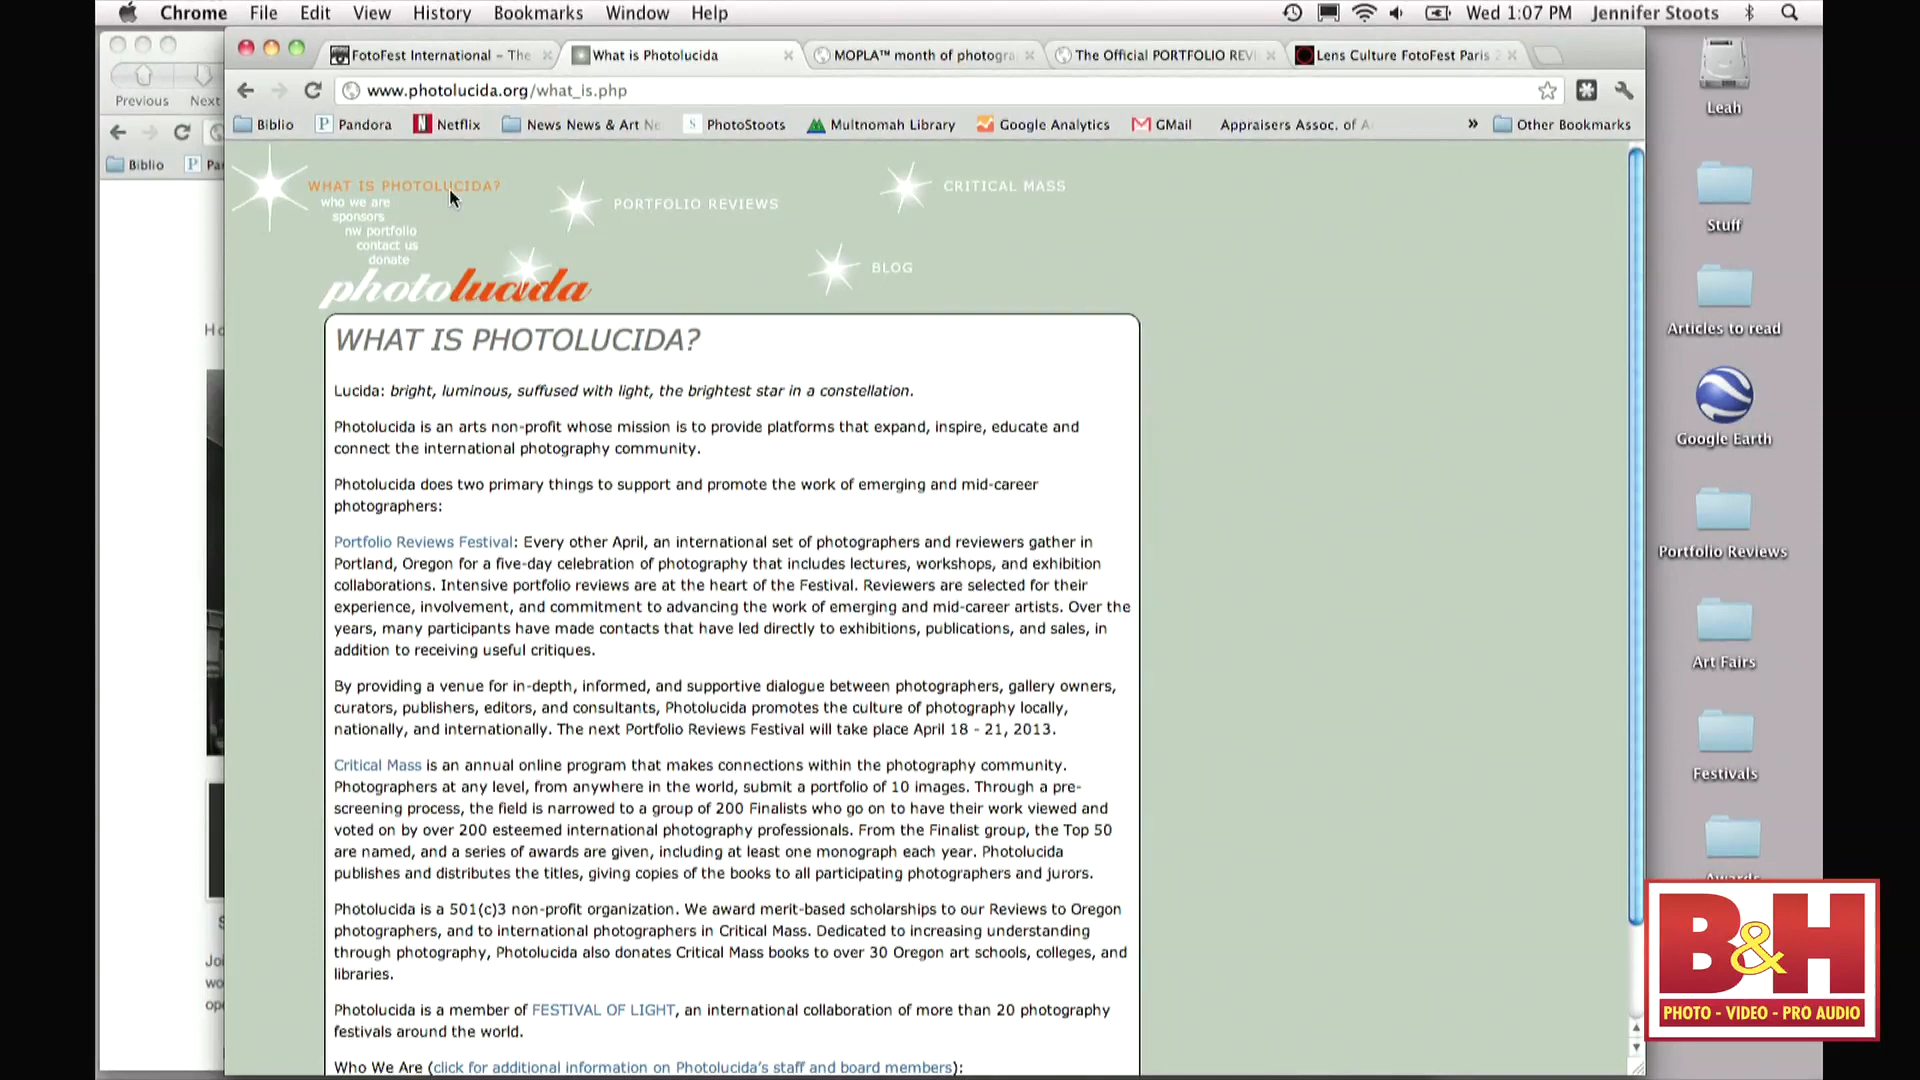 Chrome File Edit View History Bookmarks Window Help Wed 1:07 PM Jennifer Stoots
FotoFest International – The What is Photolucida MOPLA™ month of photogra The Official PORTFOLIO REVI Lens Culture FotoFest Paris
Previous Next
www.photolucida.org/what_is.php
Biblio Pandora Netflix News News & Art Ne PhotoStoots Multnomah Library Google Analytics GMail Appraisers Assoc. of A » Other Bookmarks
Biblio Pan
WHAT IS PHOTOLUCIDA?
who we are
sponsors
nw portfolio
contact us
donate
PORTFOLIO REVIEWS
CRITICAL MASS
BLOG
photolucida
WHAT IS PHOTOLUCIDA?
Lucida: bright, luminous, suffused with light, the brightest star in a constellation.
Photolucida is an arts non-profit whose mission is to provide platforms that expand, inspire, educate and
connect the international photography community.
Photolucida does two primary things to support and promote the work of emerging and mid-career
photographers:
Portfolio Reviews Festival: Every other April, an international set of photographers and reviewers gather in
Portland, Oregon for a five-day celebration of photography that includes lectures, workshops, and exhibition
collaborations. Intensive portfolio reviews are at the heart of the Festival. Reviewers are selected for their
experience, involvement, and commitment to advancing the work of emerging and mid-career artists. Over the
years, many participants have made contacts that have led directly to exhibitions, publications, and sales, in
addition to receiving useful critiques.
By providing a venue for in-depth, informed, and supportive dialogue between photographers, gallery owners,
curators, publishers, editors, and consultants, Photolucida promotes the culture of photography locally,
nationally, and internationally. The next Portfolio Reviews Festival will take place April 18 - 21, 2013.
Critical Mass is an annual online program that makes connections within the photography community.
Photographers at any level, from anywhere in the world, submit a portfolio of 10 images. Through a pre-
screening process, the field is narrowed to a group of 200 Finalists who go on to have their work viewed and
voted on by over 200 esteemed international photography professionals. From the Finalist group, the Top 50
are named, and a series of awards are given, including at least one monograph each year. Photolucida
publishes and distributes the titles, giving copies of the books to all participating photographers and jurors.
Photolucida is a 501(c)3 non-profit organization. We award merit-based scholarships to our Reviews to Oregon
photographers, and to international photographers in Critical Mass. Dedicated to increasing understanding
through photography, Photolucida also donates Critical Mass books to over 30 Oregon art schools, colleges, and
libraries.
Photolucida is a member of FESTIVAL OF LIGHT, an international collaboration of more than 20 photography
festivals around the world.
Who We Are (click for additional information on Photolucida's staff and board members):
Leah
Stuff
Articles to read
Google Earth
Portfolio Reviews
Art Fairs
Festivals
Awards
B&H
PHOTO - VIDEO - PRO AUDIO